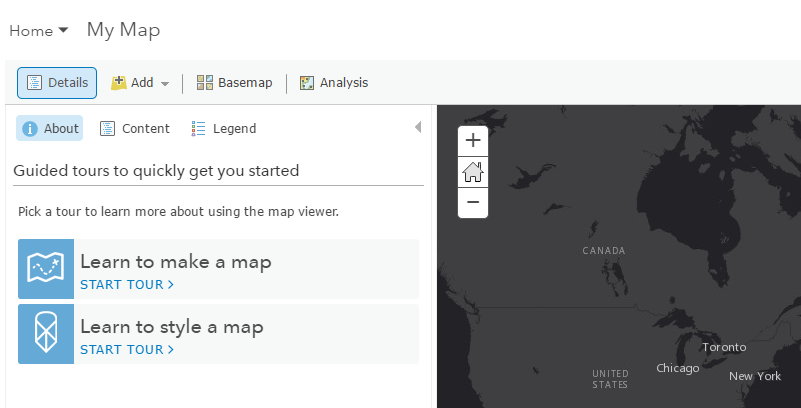 Home My Map
Details Add Basemap Analysis
About Content Legend
Guided tours to quickly get you started
Pick a tour to learn more about using the map viewer.
Learn to make a map
START TOUR >
Learn to style a map
START TOUR >
+
−
CANADA
Toronto
Chicago
New York
UNITED
STATES